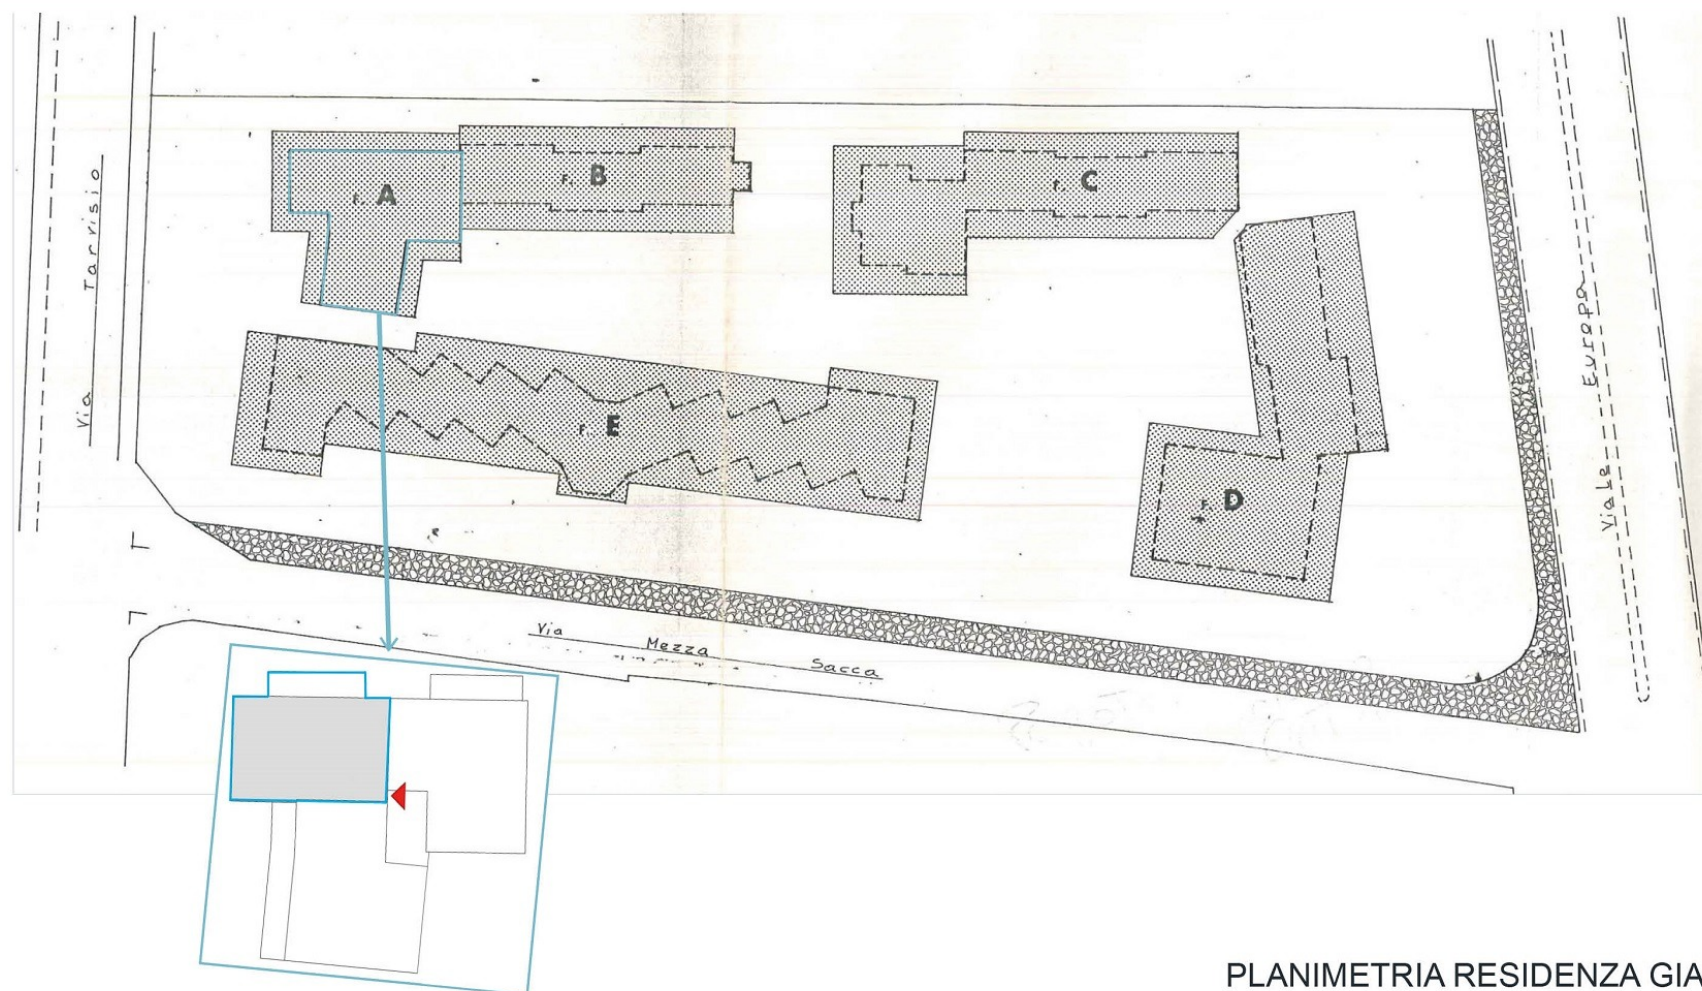 Via Tarvisio
F. A
F. B
F. C
F. E
F. D
Viale Europa
Via Mezza Sacca
PLANIMETRIA RESIDENZA GIA